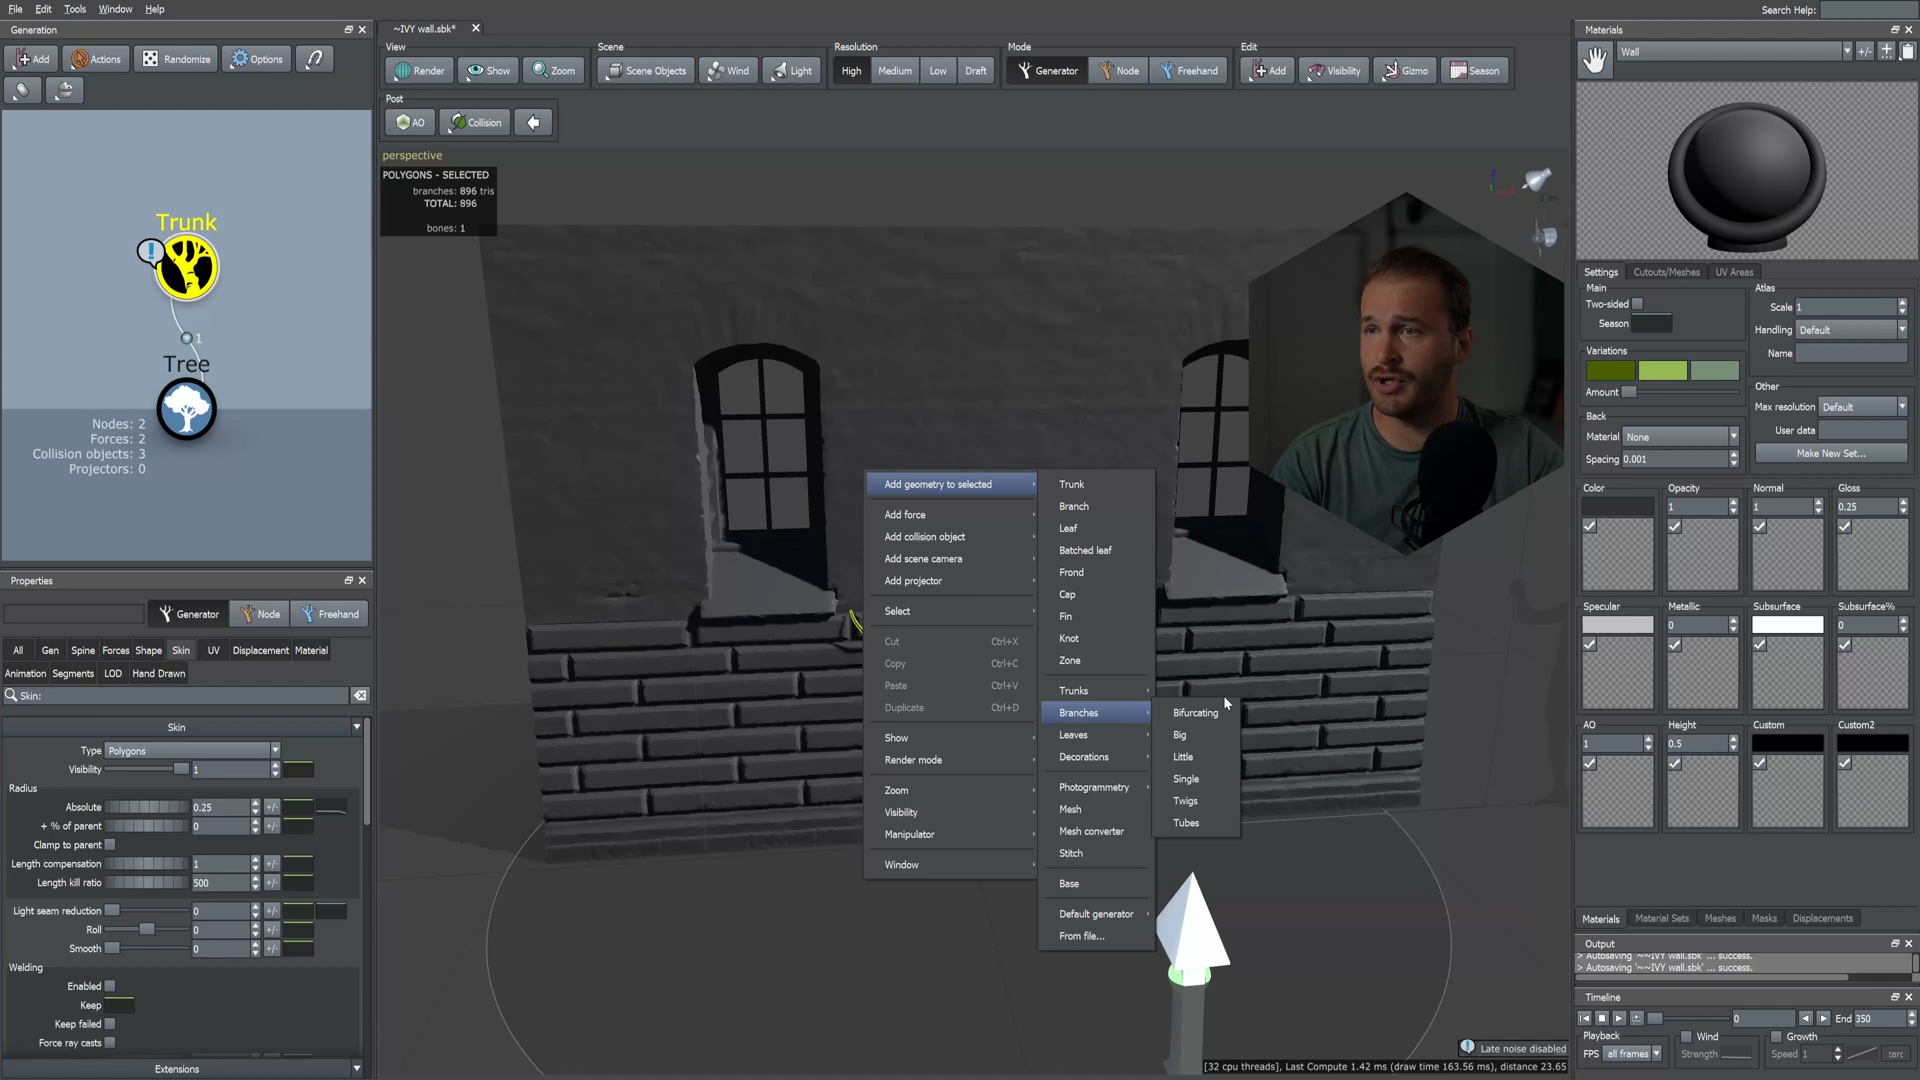 File Edit Tools Window Help
Search Help:
Generation
~IVY wall.sbk*
Materials
Add Actions Randomize Options
View
Render Show Zoom
Scene
Scene Objects Wind Light
Resolution
High Medium Low Draft
Mode
Generator Node Freehand
Edit
Add Visibility Gizmo Season
Post
AO Collision
perspective
POLYGONS - SELECTED
branches: 896 tris
TOTAL: 896
bones: 1
2.00
Trunk
1
Tree
Nodes: 2
Forces: 2
Collision objects: 3
Projectors: 0
Properties
Generator Node Freehand
All Gen Spine Forces Shape Skin UV Displacement Material
Animation Segments LOD Hand Drawn
Skin:
Skin
Type Polygons
Visibility 1
Radius
Absolute 0.25 +/-
+ % of parent 0 +/-
Clamp to parent
Length compensation 1 +/-
Length kill ratio 500 +/-
Light seam reduction 0 +/-
Roll 0 +/-
Smooth 0 +/-
Welding
Enabled
Keep
Keep failed
Force ray casts
Extensions
Add geometry to selected
Add force
Add collision object
Add scene camera
Add projector
Select
Cut Ctrl+X
Copy Ctrl+C
Paste Ctrl+V
Duplicate Ctrl+D
Show
Render mode
Zoom
Visibility
Manipulator
Window
Trunk
Branch
Leaf
Batched leaf
Frond
Cap
Fin
Knot
Zone
Trunks
Branches
Leaves
Decorations
Photogrammetry
Mesh
Mesh converter
Stitch
Base
Default generator
From file...
Bifurcating
Big
Little
Single
Twigs
Tubes
Late noise disabled
[32 cpu threads], Last Compute 1.42 ms (draw time 163.56 ms), distance 23.65
Wall +/-
Settings Cutouts/Meshes UV Areas
Main
Two-sided
Season
Variations
Amount
Back
Material None
Spacing 0.001
Atlas
Scale 1
Handling Default
Name
Other
Max resolution Default
User data
Make New Set...
Color Opacity Normal Gloss
1 1 0.25
Specular Metallic Subsurface Subsurface%
0 0
AO Height Custom Custom2
1 0.5
Materials Material Sets Meshes Masks Displacements
Output
> Autosaving '~~IVY wall.sbk' ... success.
> Autosaving '~~IVY wall.sbk' ... success.
Timeline
0 End 350
Playback
FPS all frames
Wind
Strength
Growth
Speed 1